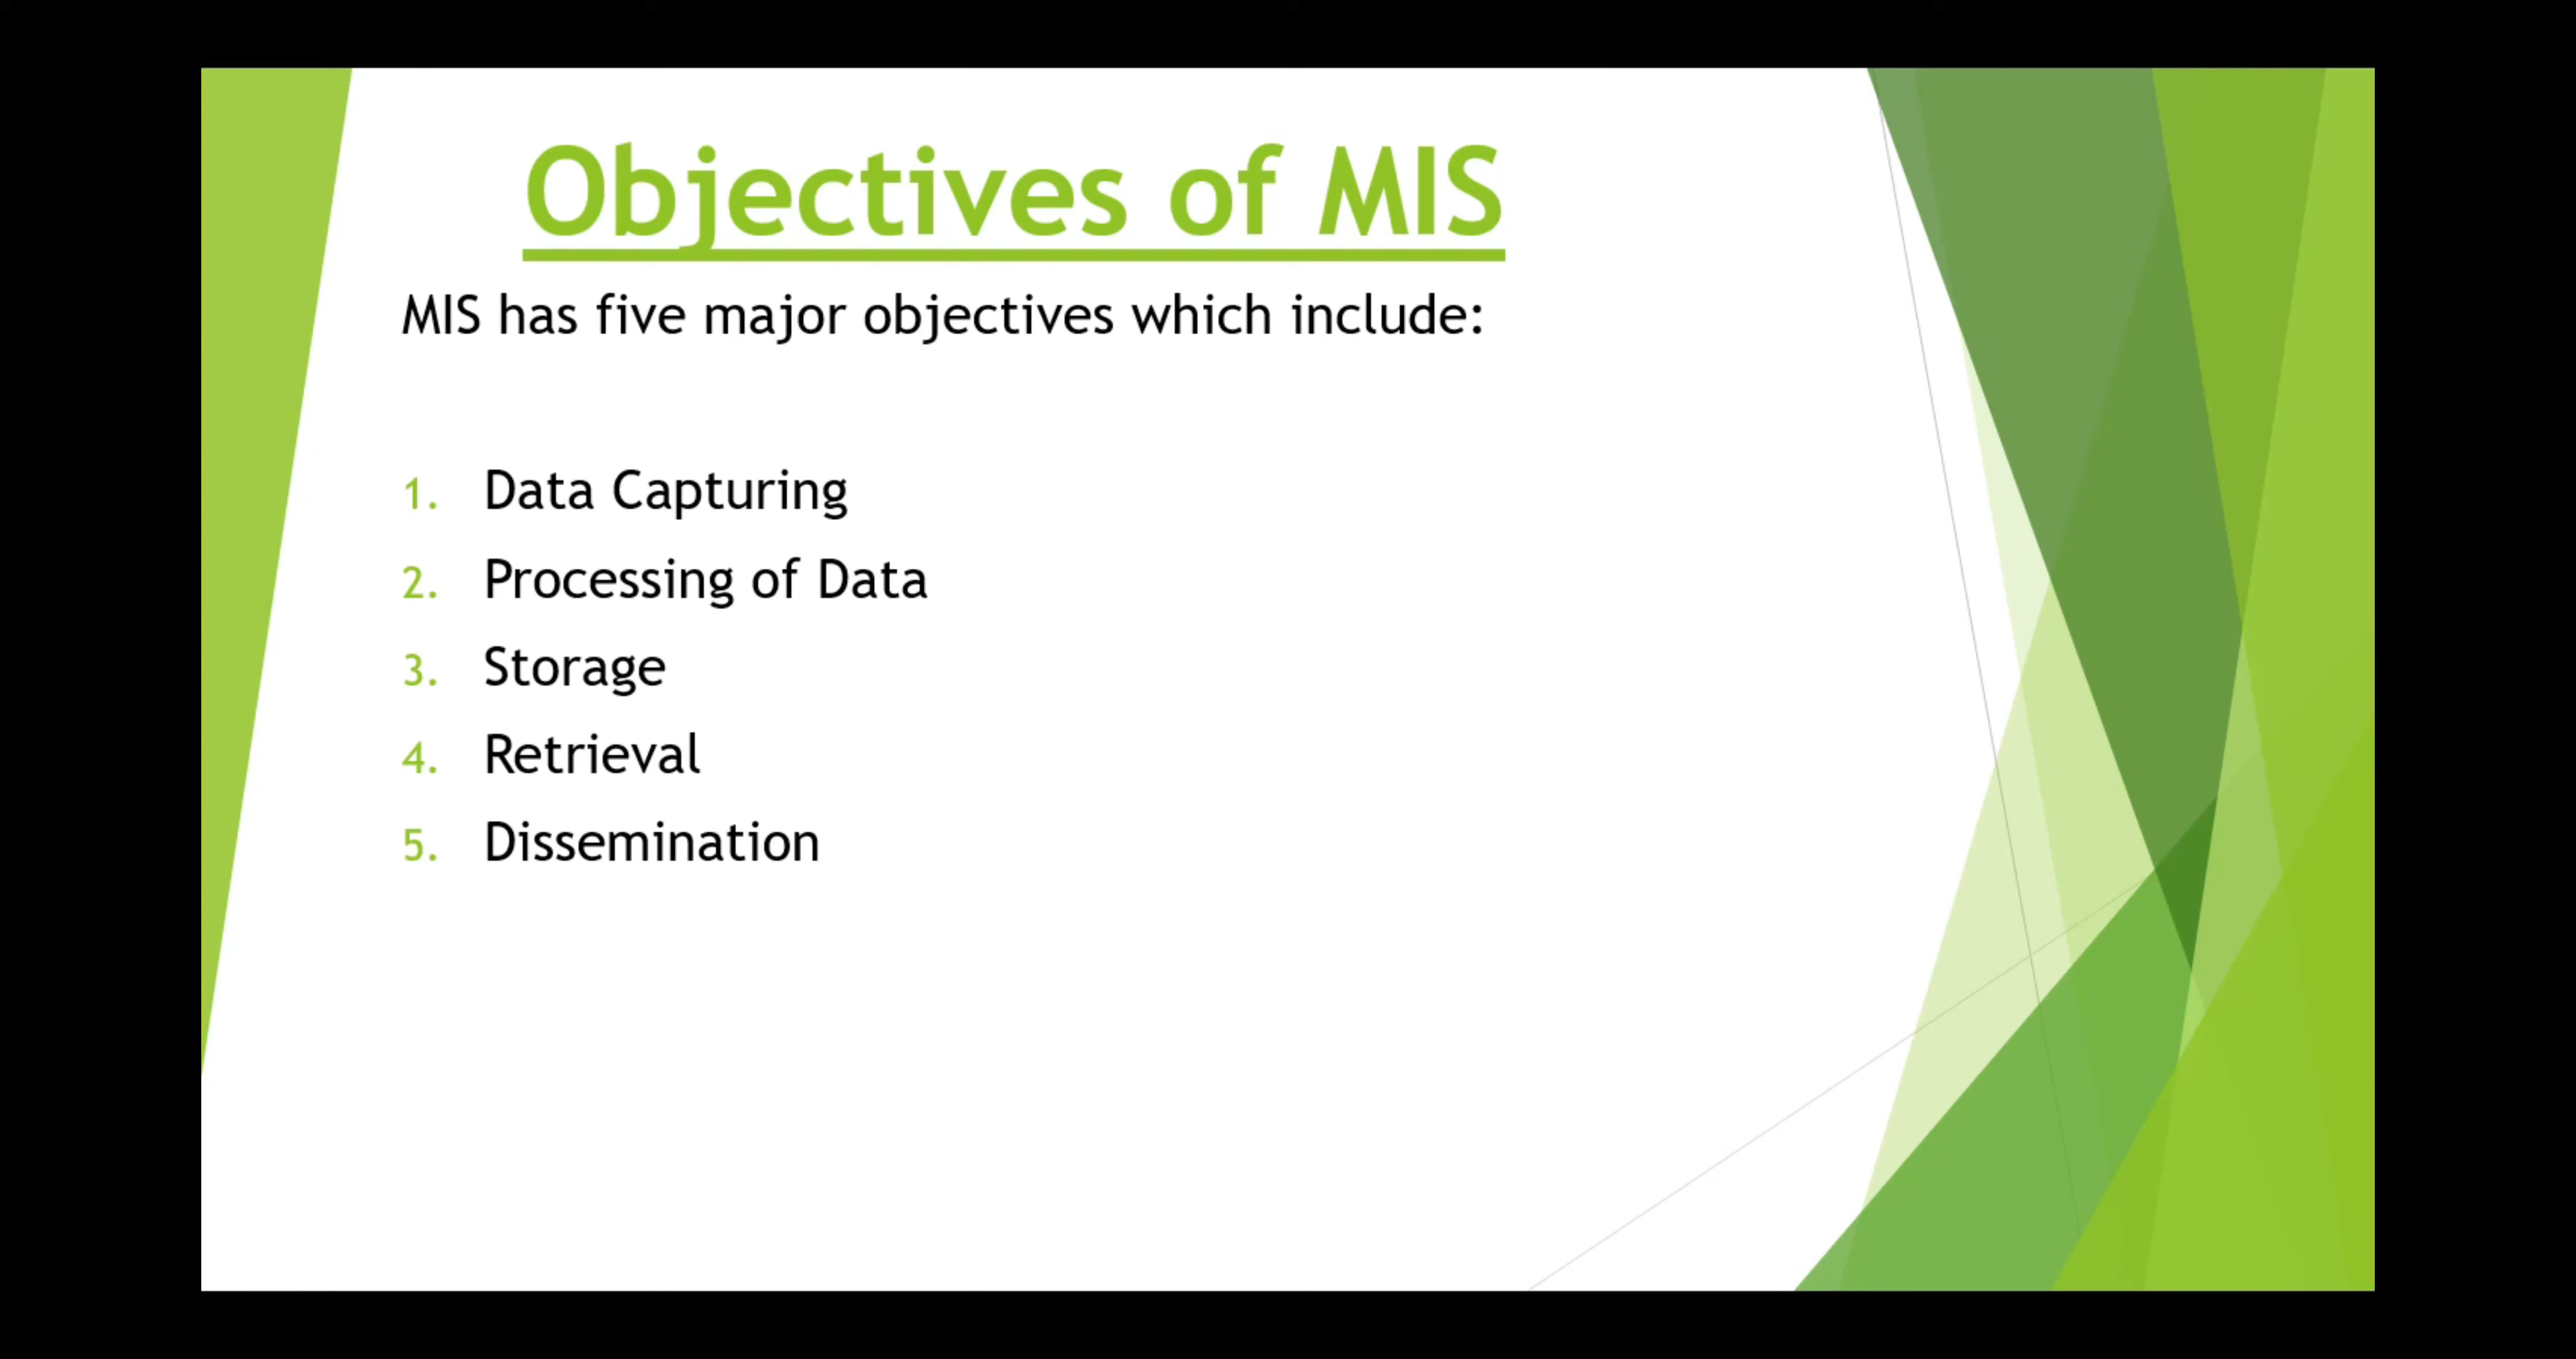 Objectives of MIS
MIS has five major objectives which include:
1. Data Capturing
2. Processing of Data
3. Storage
4. Retrieval
5. Dissemination